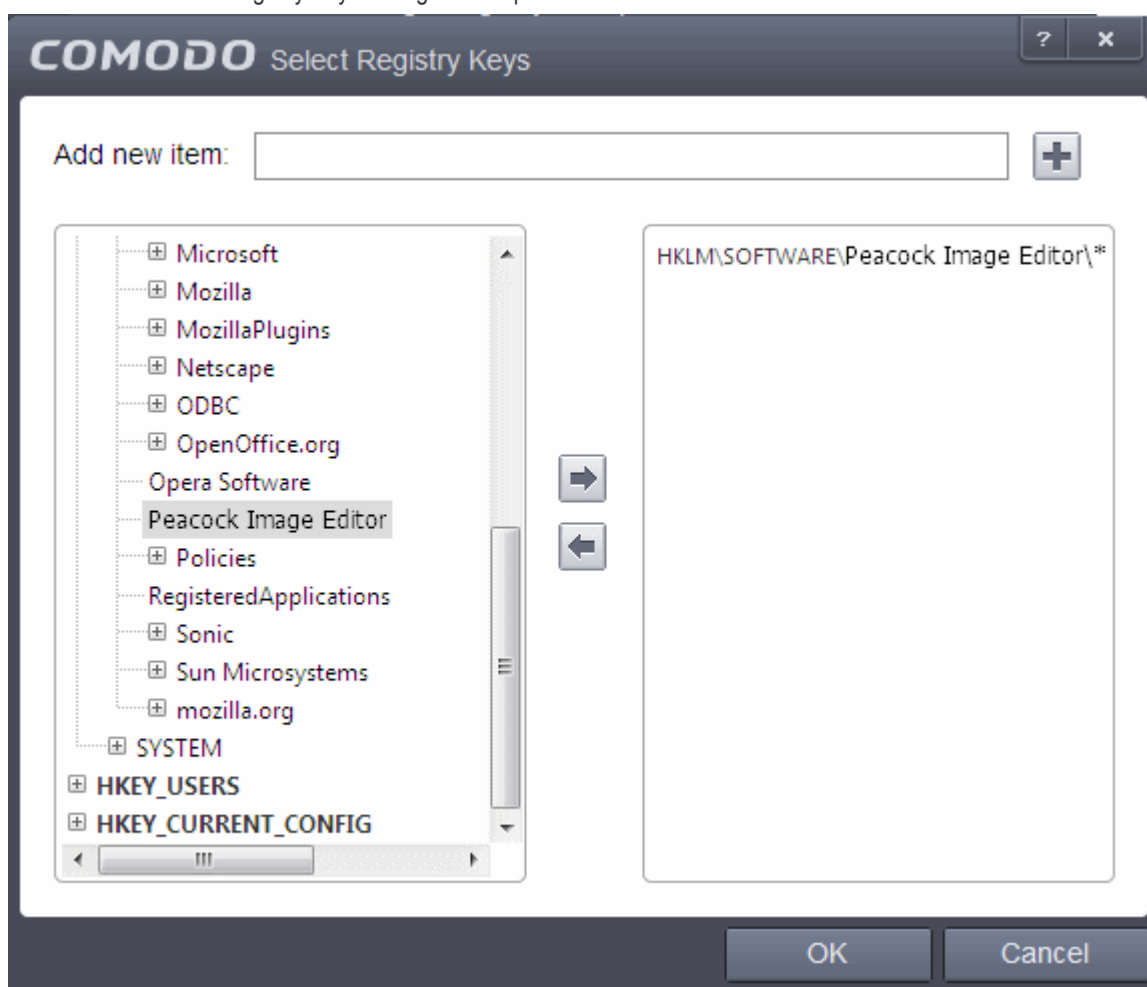 COMODO Select Registry Keys
? x
Add new item:
Microsoft
Mozilla
MozillaPlugins
Netscape
ODBC
OpenOffice.org
Opera Software
Peacock Image Editor
Policies
RegisteredApplications
Sonic
Sun Microsystems
mozilla.org
SYSTEM
HKEY_USERS
HKEY_CURRENT_CONFIG
HKLM\SOFTWARE\Peacock Image Editor\*
OK
Cancel